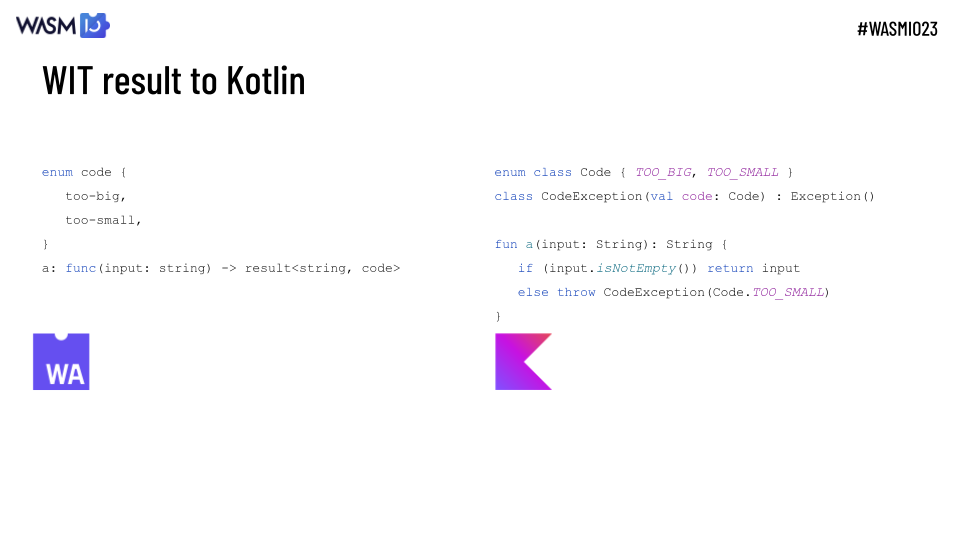 WASM IO
#WASMIO23
WIT result to Kotlin
enum code {
   too-big,
   too-small,
}
a: func(input: string) -> result<string, code>
WA
enum class Code { TOO_BIG, TOO_SMALL }
class CodeException(val code: Code) : Exception()
fun a(input: String): String {
   if (input.isNotEmpty()) return input
   else throw CodeException(Code.TOO_SMALL)
}